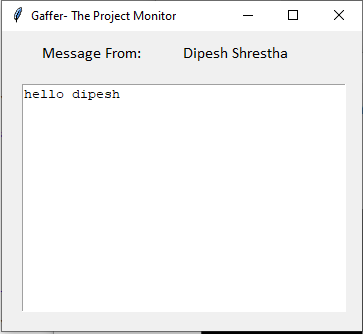 Gaffer- The Project Monitor
Message From: Dipesh Shrestha
hello dipesh